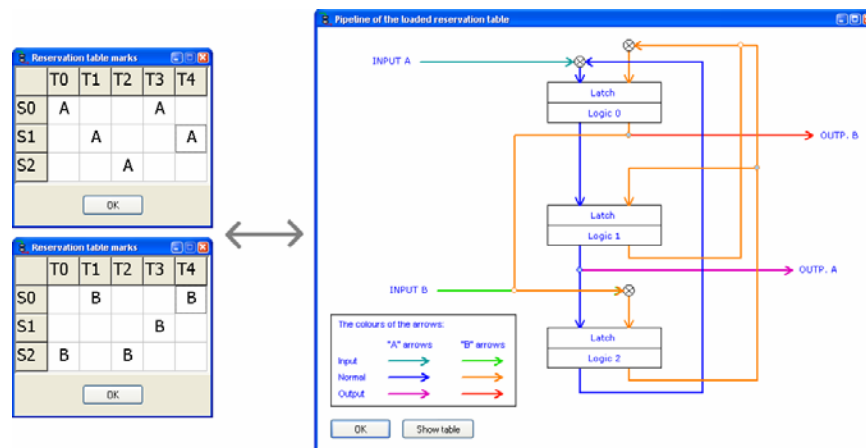 Reservation table marks
T0 T1 T2 T3 T4
S0 A A
S1 A A
S2 A
OK
Reservation table marks
T0 T1 T2 T3 T4
S0 B B
S1 B
S2 B B
OK
Pipeline of the loaded reservation table
INPUT A
Latch
Logic 0
OUTP. B
Latch
Logic 1
OUTP. A
INPUT B
Latch
Logic 2
The colours of the arrows:
"A" arrows "B" arrows
Input
Normal
Output
OK Show table